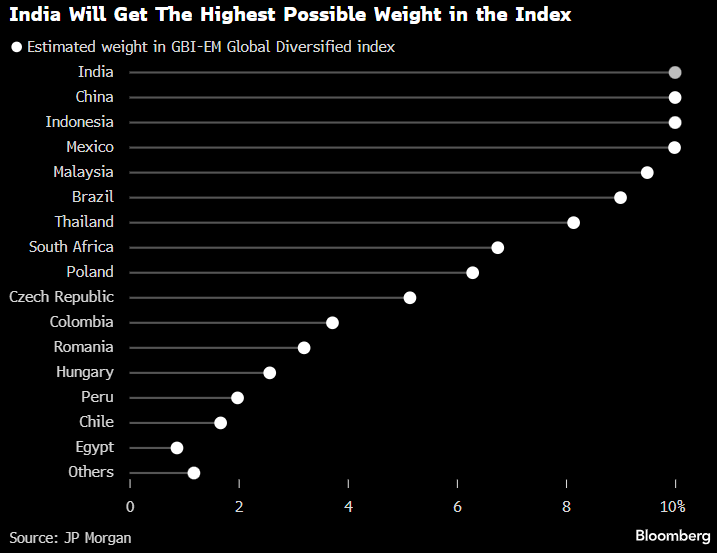 India Will Get The Highest Possible Weight in the Index
Estimated weight in GBI-EM Global Diversified index
India
China
Indonesia
Mexico
Malaysia
Brazil
Thailand
South Africa
Poland
Czech Republic
Colombia
Romania
Hungary
Peru
Chile
Egypt
Others
0 2 4 6 8 10%
Source: JP Morgan
Bloomberg